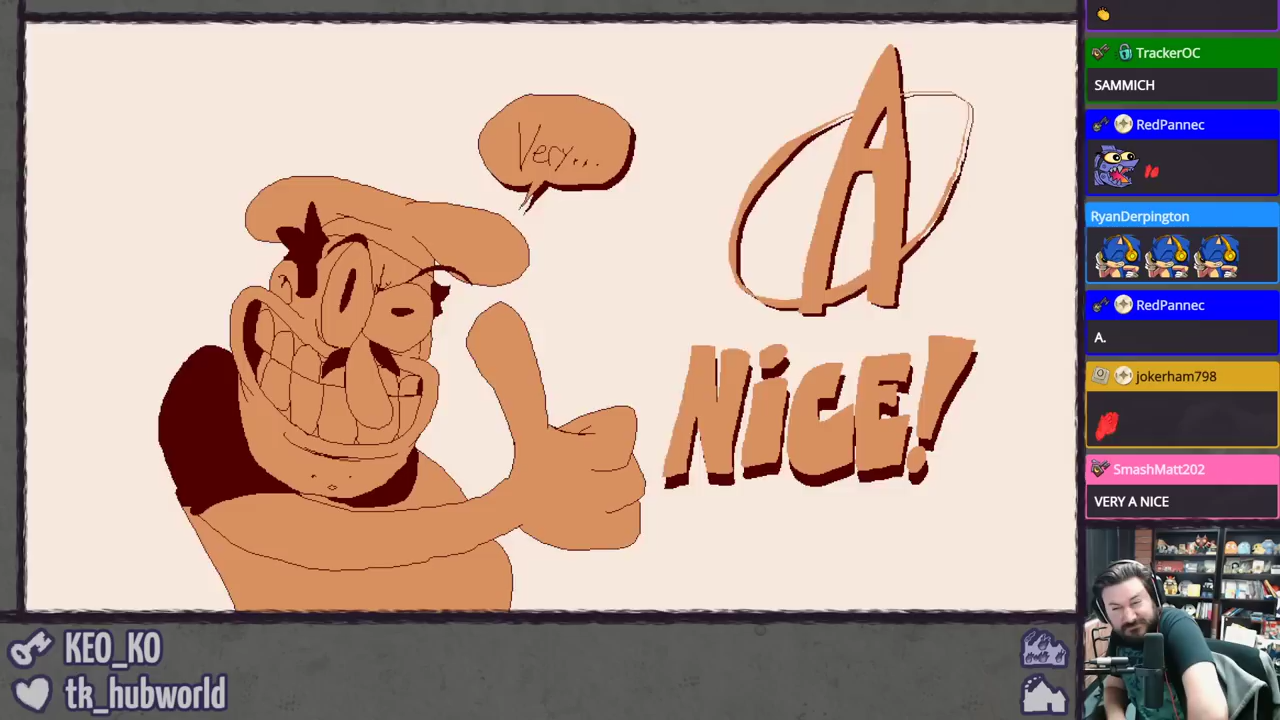 Very...
A
NiCE!
TrackerOC
SAMMICH
RedPannec
RyanDerpington
RedPannec
A.
jokerham798
SmashMatt202
VERY A NICE
KEO_KO
tk_hubworld